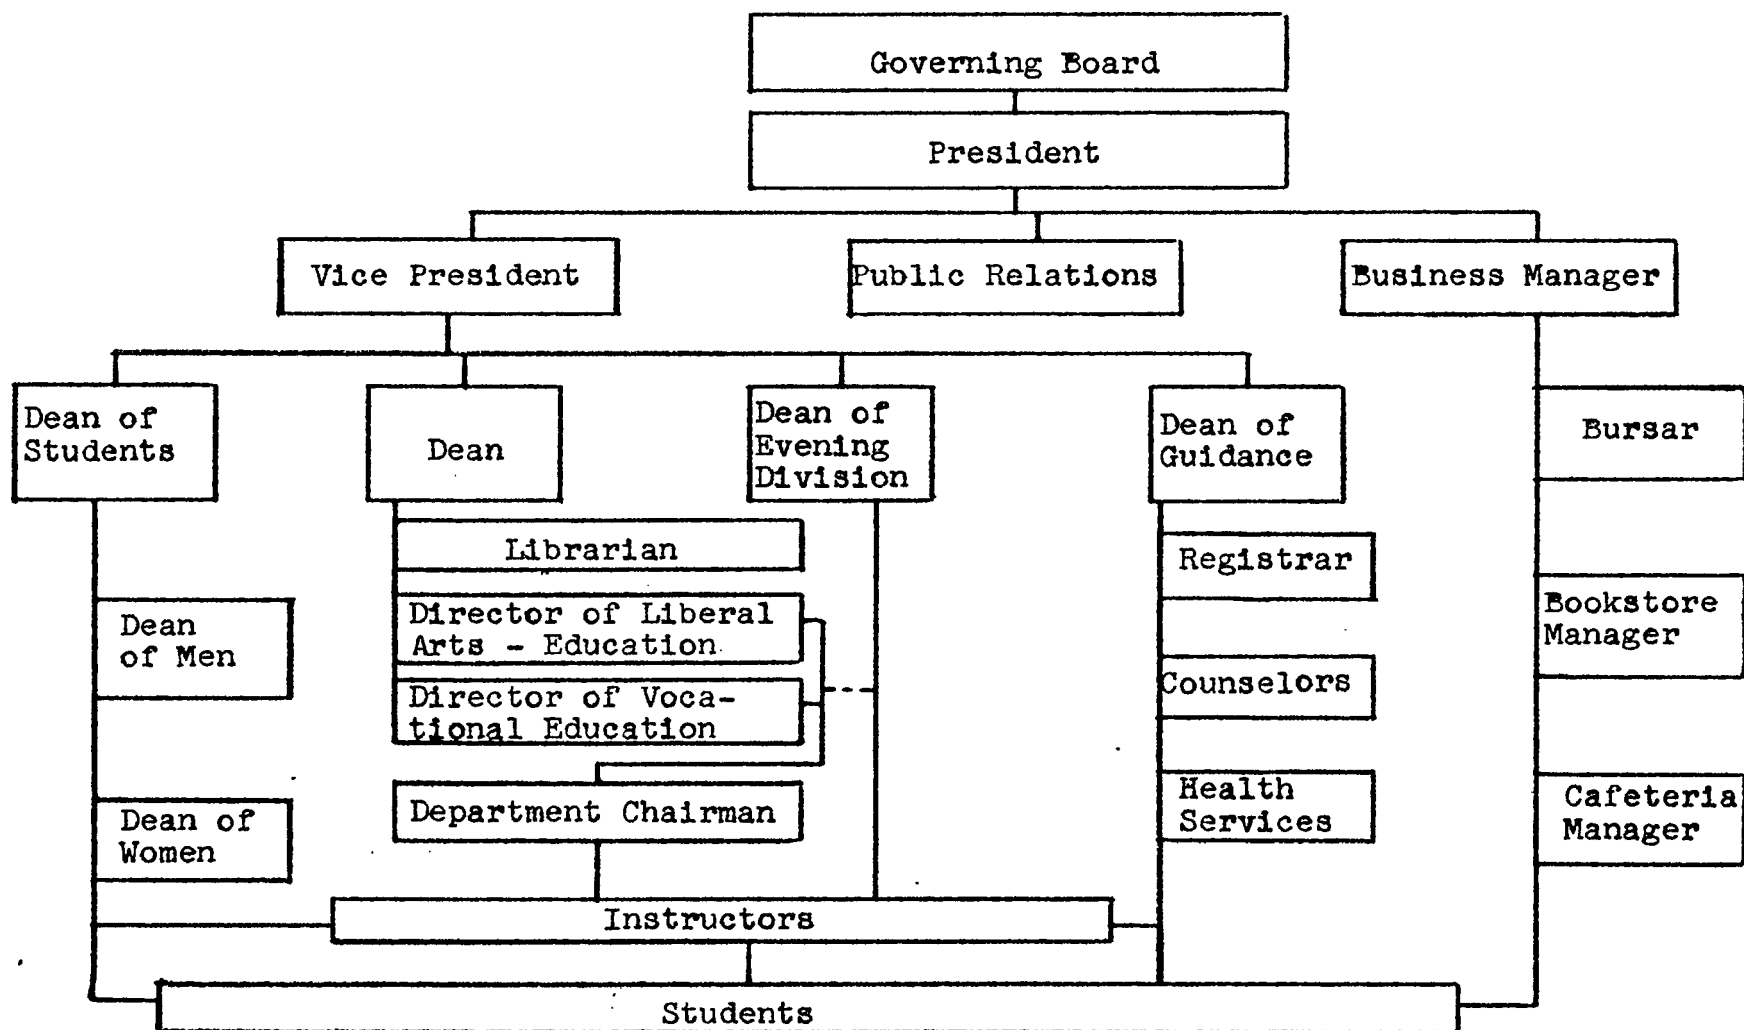 Governing Board
President
Vice President
Public Relations
Business Manager
Dean of
Students
Dean
Dean of
Evening
Division
Dean of
Guidance
Bursar
Librarian
Registrar
Director of Liberal
Arts - Education
Dean
of Men
Bookstore
Manager
Counselors
Director of Voca-
tional Education
Department Chairman
Health
Services
Cafeteria
Manager
Dean of
Women
Instructors
Students